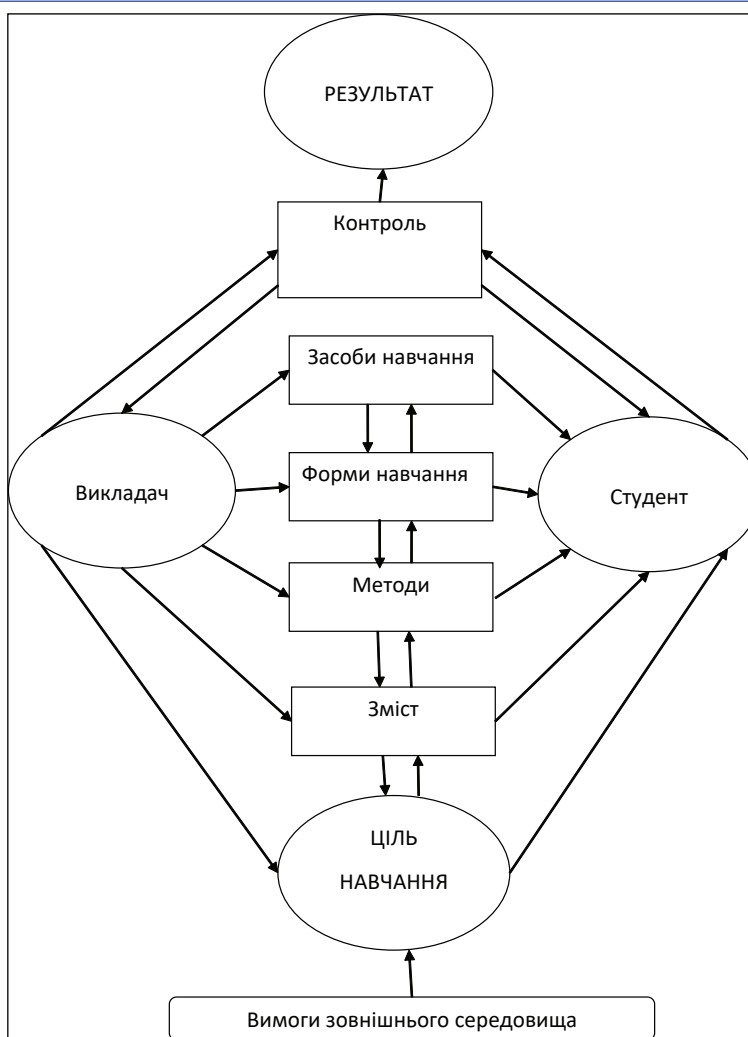 РЕЗУЛЬТАТ
Контроль
Засоби навчання
Форми навчання
Викладач
Студент
Методи
Зміст
ЦІЛЬ
НАВЧАННЯ
Вимоги зовнішнього середовища